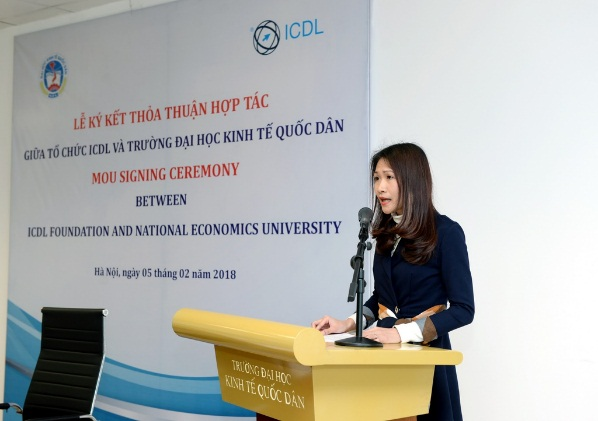 ICDL
LỄ KÝ KẾT THỎA THUẬN HỢP TÁC
GIỮA TỔ CHỨC ICDL VÀ TRƯỜNG ĐẠI HỌC KINH TẾ QUỐC DÂN
MOU SIGNING CEREMONY
BETWEEN
ICDL FOUNDATION AND NATIONAL ECONOMICS UNIVERSITY
Hà Nội, ngày 05 tháng 02 năm 2018
TRƯỜNG ĐẠI HỌC
KINH TẾ QUỐC DÂN